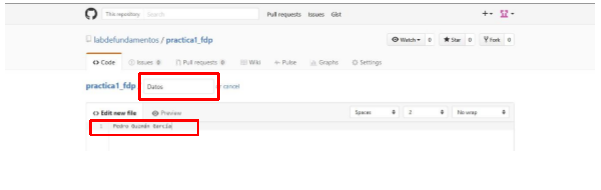 This repository Search Pull requests Issues Gist
labdefundamentos / practica1_fdp Watch 0 Star 0 Fork 0
Code Issues 0 Pull requests 0 Wiki Pulse Graphs Settings
practica1_fdp Datos or cancel
Edit new file Preview Spaces 2 No wrap
1 Pedro Guzmán García